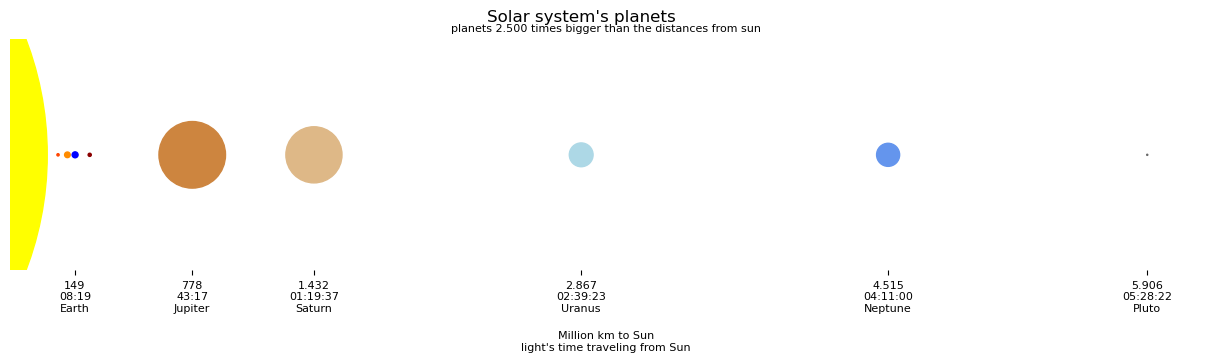 Solar system's planets
planets 2.500 times bigger than the distances from sun
149 778 1.432 2.867 4.515 5.906
08:19 43:17 01:19:37 02:39:23 04:11:00 05:28:22
Earth Jupiter Saturn Uranus Neptune Pluto
Million km to Sun
light's time traveling from Sun